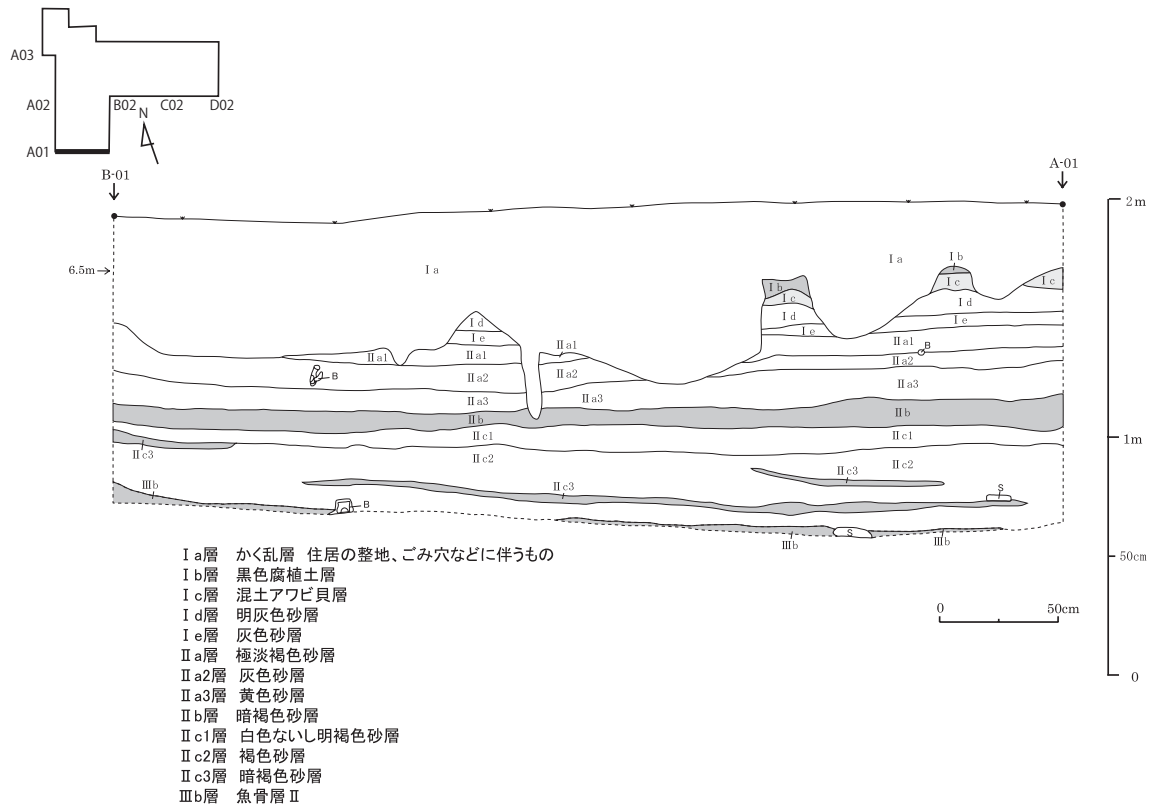 A03
A02
B02
C02
D02
N
A01
B-01
A-01
2m
6.5m
Ⅰa
Ⅰa
Ⅰb
Ⅰb
Ⅰc
Ⅰc
Ⅰc
Ⅰd
Ⅰd
Ⅰd
Ⅰe
Ⅰe
Ⅰe
Ⅱa1
Ⅱa1
Ⅱa1
Ⅱa1
B
B
Ⅱa2
Ⅱa2
Ⅱa2
Ⅱa3
Ⅱa3
Ⅱa3
Ⅱb
Ⅱb
Ⅱc1
Ⅱc1
1m
Ⅱc3
Ⅱc2
Ⅱc2
Ⅱc3
Ⅱc3
Ⅲb
B
S
S
Ⅲb
Ⅲb
50cm
0
50cm
0
Ⅰa層 かく乱層 住居の整地、ごみ穴などに伴うもの
Ⅰb層 黒色腐植土層
Ⅰc層 混土アワビ貝層
Ⅰd層 明灰色砂層
Ⅰe層 灰色砂層
Ⅱa層 極淡褐色砂層
Ⅱa2層 灰色砂層
Ⅱa3層 黄色砂層
Ⅱb層 暗褐色砂層
Ⅱc1層 白色ないし明褐色砂層
Ⅱc2層 褐色砂層
Ⅱc3層 暗褐色砂層
Ⅲb層 魚骨層Ⅱ